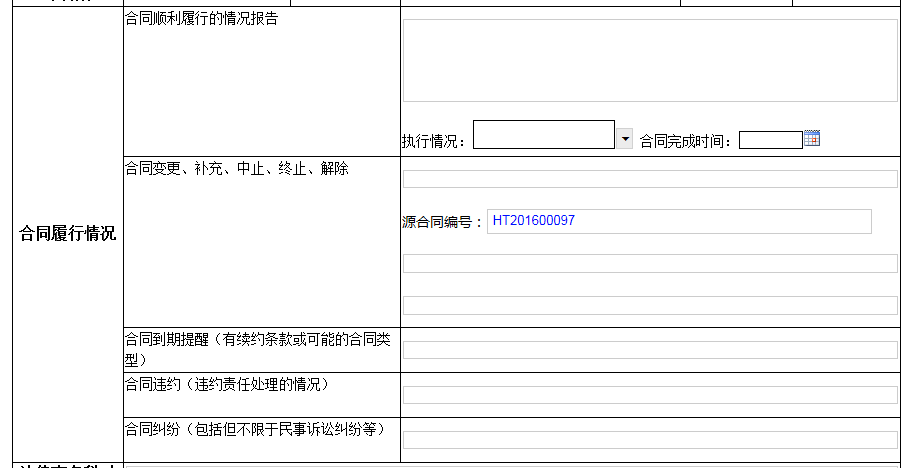 合同顺利履行的情况报告
执行情况： 合同完成时间：
合同变更、补充、中止、终止、解除
源合同编号： HT201600097
合同履行情况
合同到期提醒（有续约条款或可能的合同类
型）
合同违约（违约责任处理的情况）
合同纠纷（包括但不限于民事诉讼纠纷等）